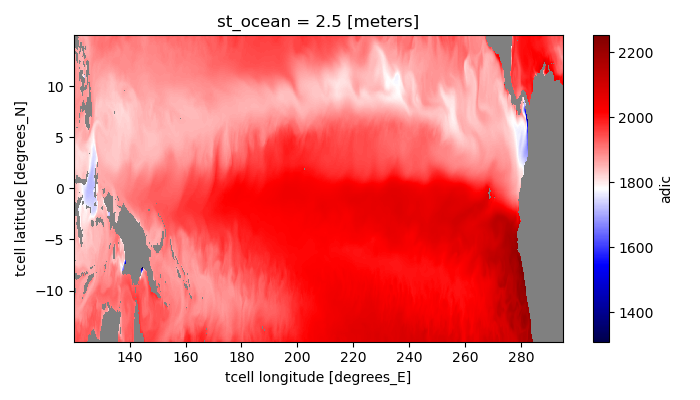 st_ocean = 2.5 [meters]
10
5
0
−5
−10
tcell latitude [degrees_N]
140 160 180 200 220 240 260 280
tcell longitude [degrees_E]
2200
2000
1800
1600
1400
adic